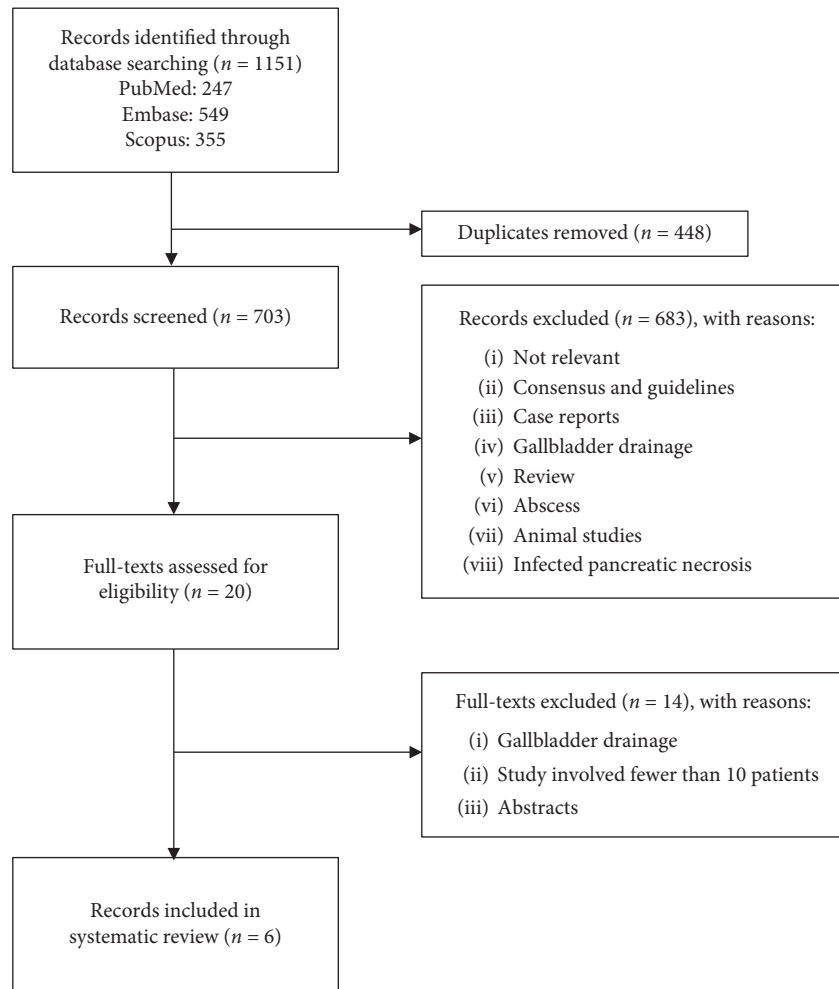 Records identified through
database searching (n = 1151)
PubMed: 247
Embase: 549
Scopus: 355
Duplicates removed (n = 448)
Records screened (n = 703)
Records excluded (n = 683), with reasons:
(i) Not relevant
(ii) Consensus and guidelines
(iii) Case reports
(iv) Gallbladder drainage
(v) Review
(vi) Abscess
(vii) Animal studies
(viii) Infected pancreatic necrosis
Full-texts assessed for
eligibility (n = 20)
Full-texts excluded (n = 14), with reasons:
(i) Gallbladder drainage
(ii) Study involved fewer than 10 patients
(iii) Abstracts
Records included in
systematic review (n = 6)